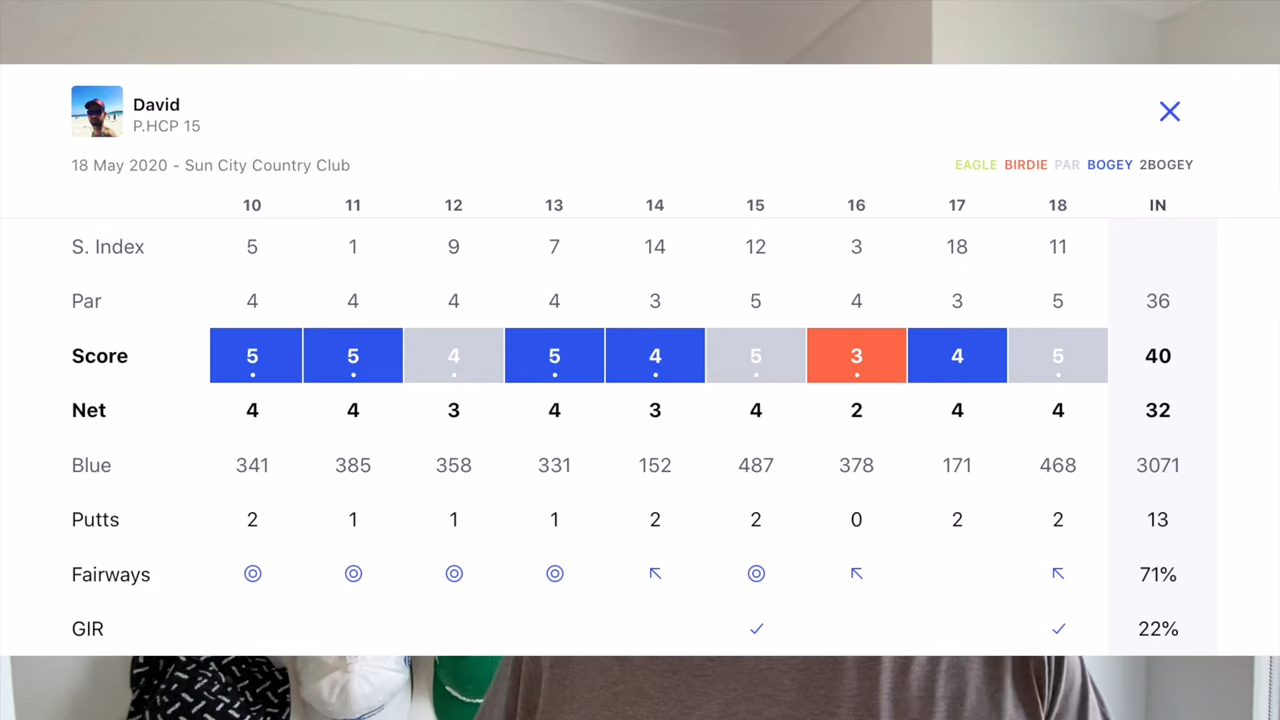 David
P.HCP 15
18 May 2020 - Sun City Country Club
EAGLE BIRDIE PAR BOGEY 2BOGEY
10 11 12 13 14 15 16 17 18 IN
S. Index 5 1 9 7 14 12 3 18 11
Par 4 4 4 4 3 5 4 3 5 36
Score 5 5 4 5 4 5 3 4 5 40
Net 4 4 3 4 3 4 2 4 4 32
Blue 341 385 358 331 152 487 378 171 468 3071
Putts 2 1 1 1 2 2 0 2 2 13
Fairways 71%
GIR 22%